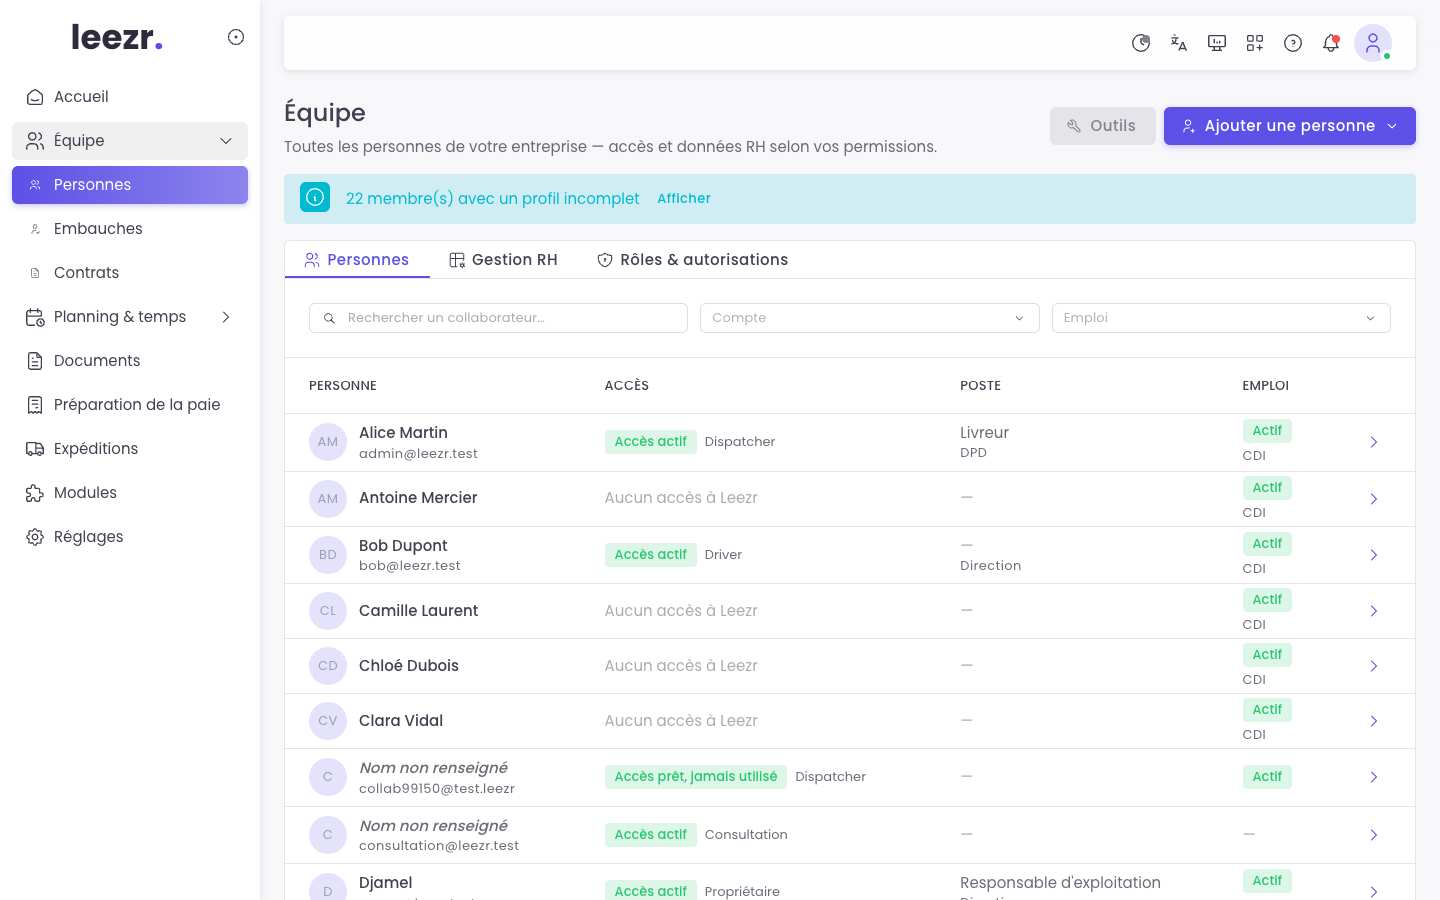 leezr.
Accueil
Équipe
Personnes
Embauches
Contrats
Planning & temps
Documents
Préparation de la paie
Expéditions
Modules
Réglages
Équipe
Toutes les personnes de votre entreprise — accès et données RH selon vos permissions.
Outils
Ajouter une personne
22 membre(s) avec un profil incomplet Afficher
Personnes Gestion RH Rôles & autorisations
Rechercher un collaborateur... Compte Emploi
PERSONNE ACCÈS POSTE EMPLOI
AM Alice Martin admin@leezr.test Accès actif Dispatcher Livreur DPD Actif CDI
AM Antoine Mercier Aucun accès à Leezr — Actif CDI
BD Bob Dupont bob@leezr.test Accès actif Driver — Direction Actif CDI
CL Camille Laurent Aucun accès à Leezr — Actif CDI
CD Chloé Dubois Aucun accès à Leezr — Actif CDI
CV Clara Vidal Aucun accès à Leezr — Actif CDI
C Nom non renseigné collab99150@test.leezr Accès prêt, jamais utilisé Dispatcher — Actif
C Nom non renseigné consultation@leezr.test Accès actif Consultation — —
D Djamel Accès actif Propriétaire Responsable d'exploitation Actif